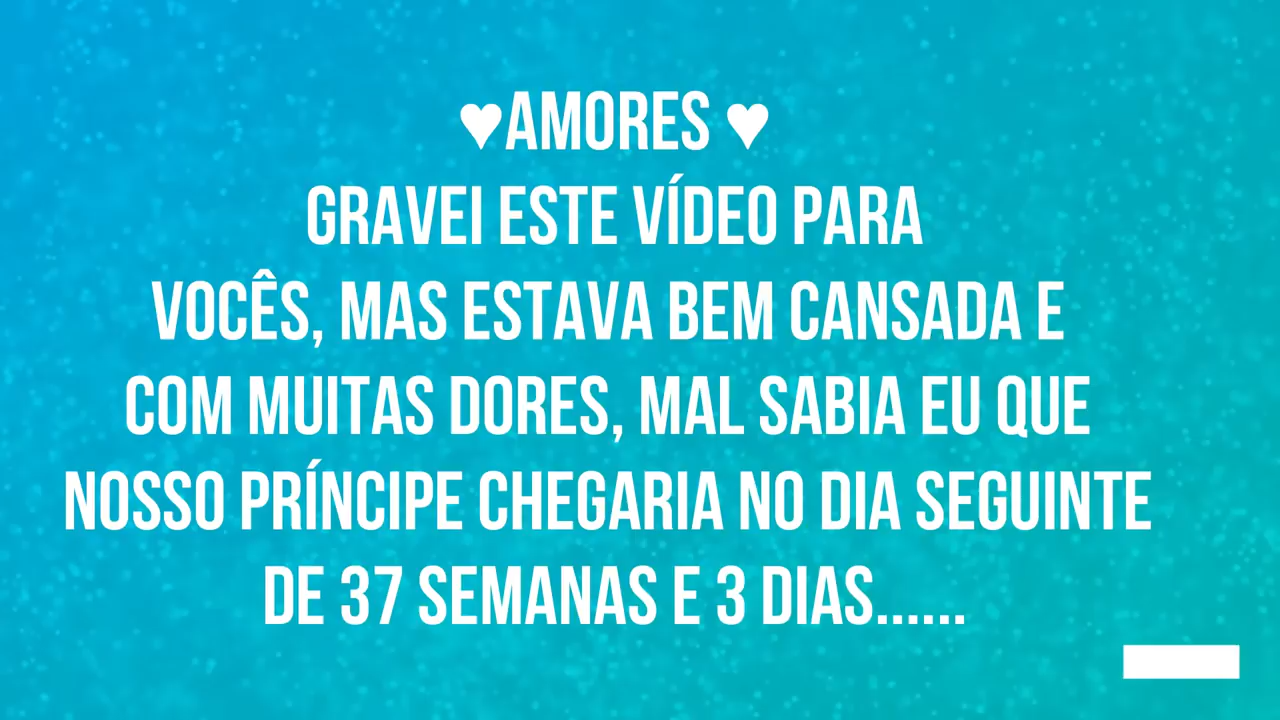 ♥AMORES ♥
GRAVEI ESTE VÍDEO PARA
VOCÊS, MAS ESTAVA BEM CANSADA E
COM MUITAS DORES, MAL SABIA EU QUE
NOSSO PRÍNCIPE CHEGARIA NO DIA SEGUINTE
DE 37 SEMANAS E 3 DIAS......